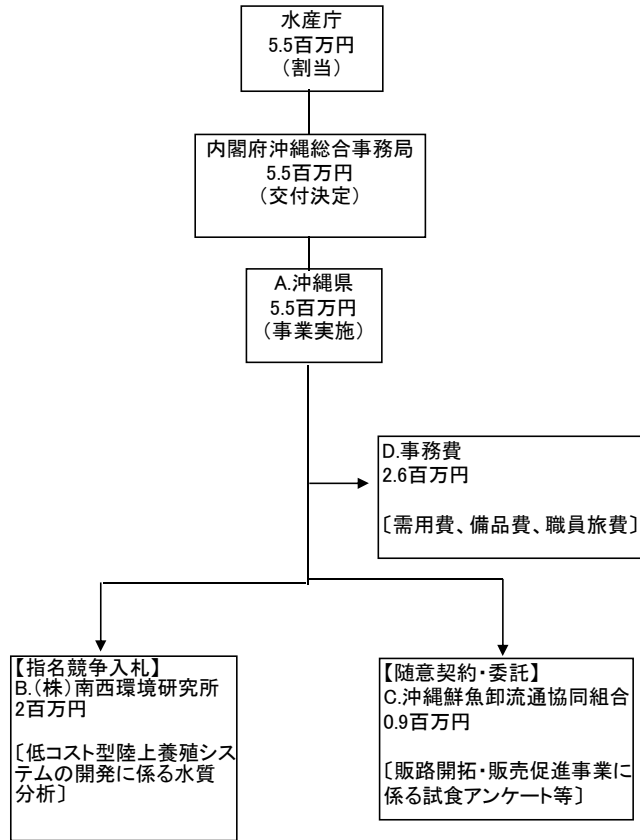 水産庁
5.5百万円
（割当）
内閣府沖縄総合事務局
5.5百万円
（交付決定）
A.沖縄県
5.5百万円
（事業実施）
D.事務費
2.6百万円
〔需用費、備品費、職員旅費〕
【指名競争入札】
B.(株)南西環境研究所
2百万円
〔低コスト型陸上養殖シス
テムの開発に係る水質
分析〕
【随意契約・委託】
C.沖縄鮮魚卸流通協同組合
0.9百万円
〔販路開拓・販売促進事業に
係る試食アンケート等〕